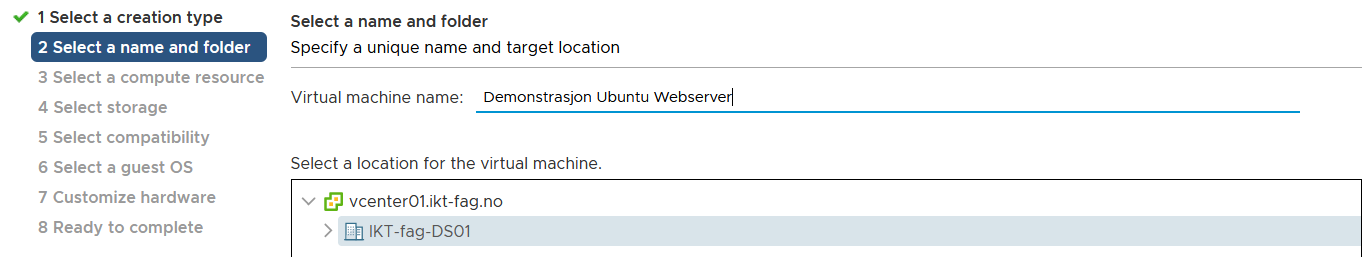 1 Select a creation type
2 Select a name and folder
3 Select a compute resource
4 Select storage
5 Select compatibility
6 Select a guest OS
7 Customize hardware
8 Ready to complete
Select a name and folder
Specify a unique name and target location
Virtual machine name: Demonstrasjon Ubuntu Webserver
Select a location for the virtual machine.
vcenter01.ikt-fag.no
IKT-fag-DS01